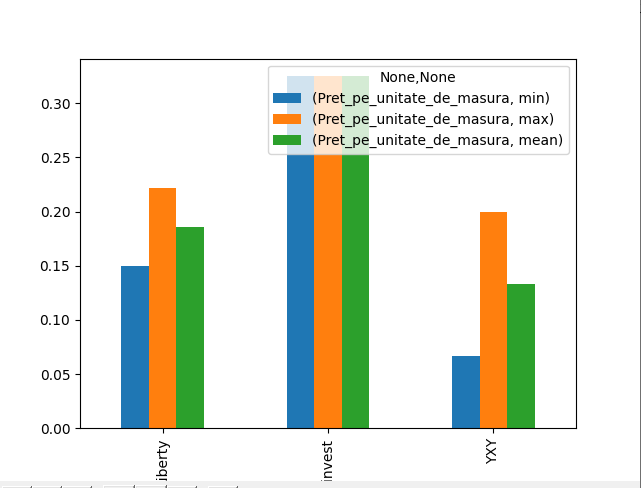 None,None
(Pret_pe_unitate_de_masura, min)
(Pret_pe_unitate_de_masura, max)
(Pret_pe_unitate_de_masura, mean)
0.30
0.25
0.20
0.15
0.10
0.05
0.00
iberty
invest
YXY